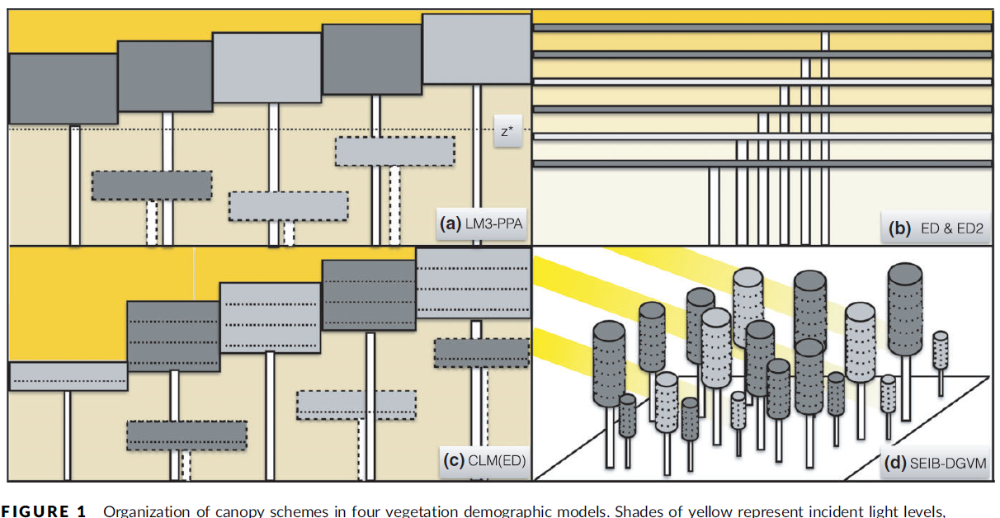 z*
(a) LM3-PPA
(b) ED & ED2
(c) CLM(ED)
(d) SEIB-DGVM
FIGURE 1 Organization of canopy schemes in four vegetation demographic models. Shades of yellow represent incident light levels,